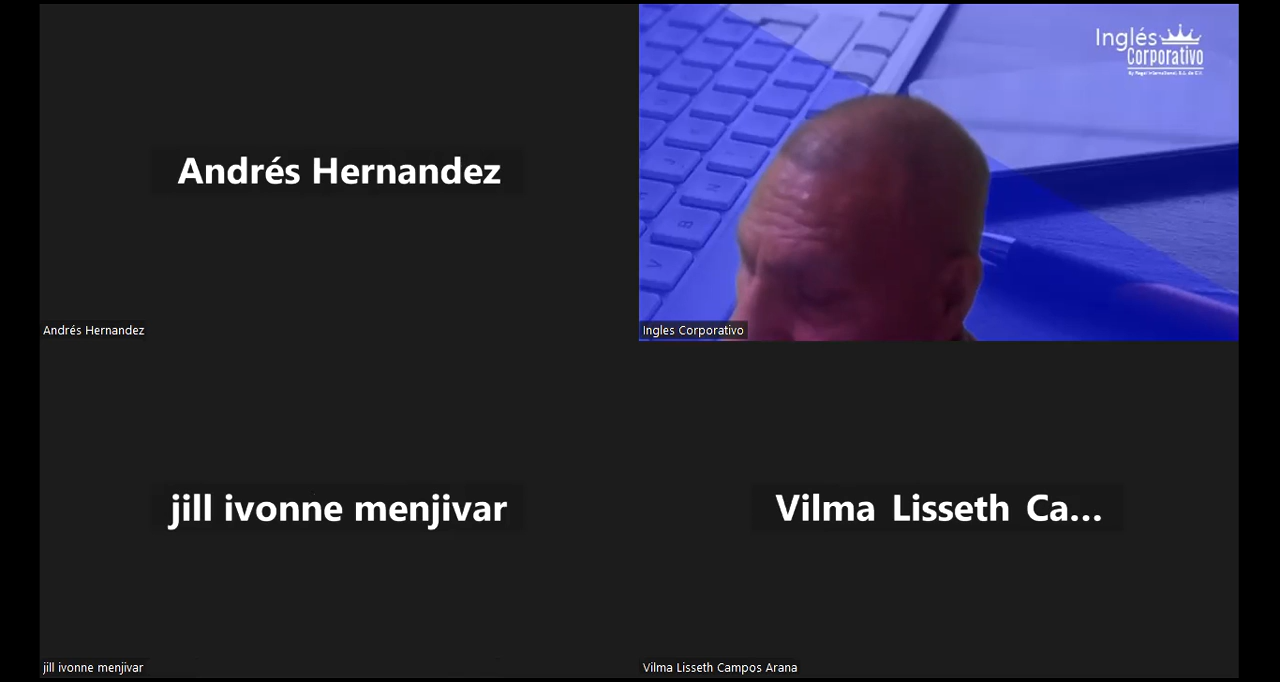 Andrés Hernandez
Andrés Hernandez
Inglés
Corporativo
Ingles Corporativo
jill ivonne menjivar
jill ivonne menjivar
Vilma Lisseth Ca...
Vilma Lisseth Campos Arana